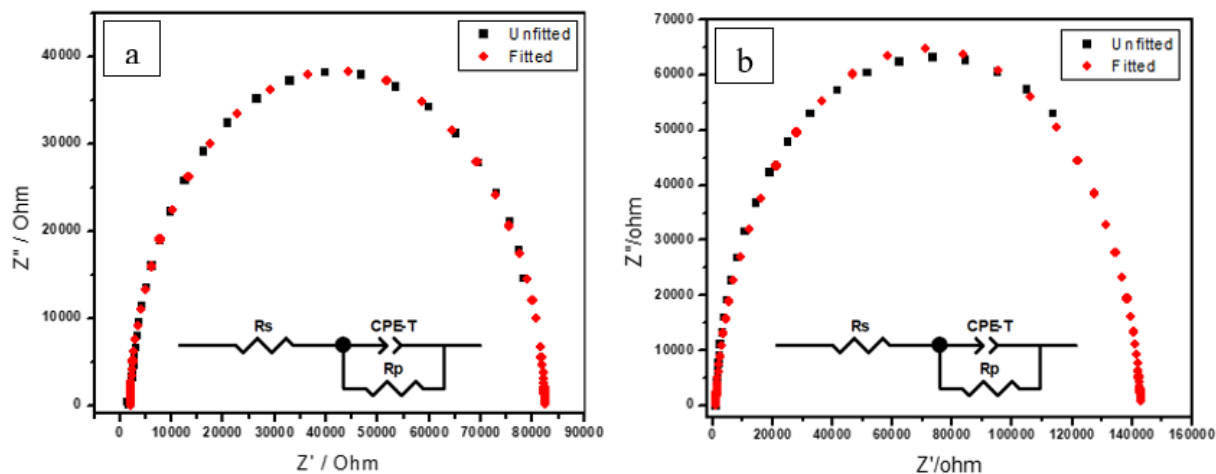 a
Unfitted
Fitted
40000
30000
20000
10000
0
Z'' / Ohm
Rs
CPE-T
Rp
0 10000 20000 30000 40000 50000 60000 70000 80000 90000
Z' / Ohm
b
Unfitted
Fitted
70000
60000
50000
40000
30000
20000
10000
0
Z''/ohm
Rs
CPE-T
Rp
0 20000 40000 60000 80000 100000 120000 140000 160000
Z'/ohm